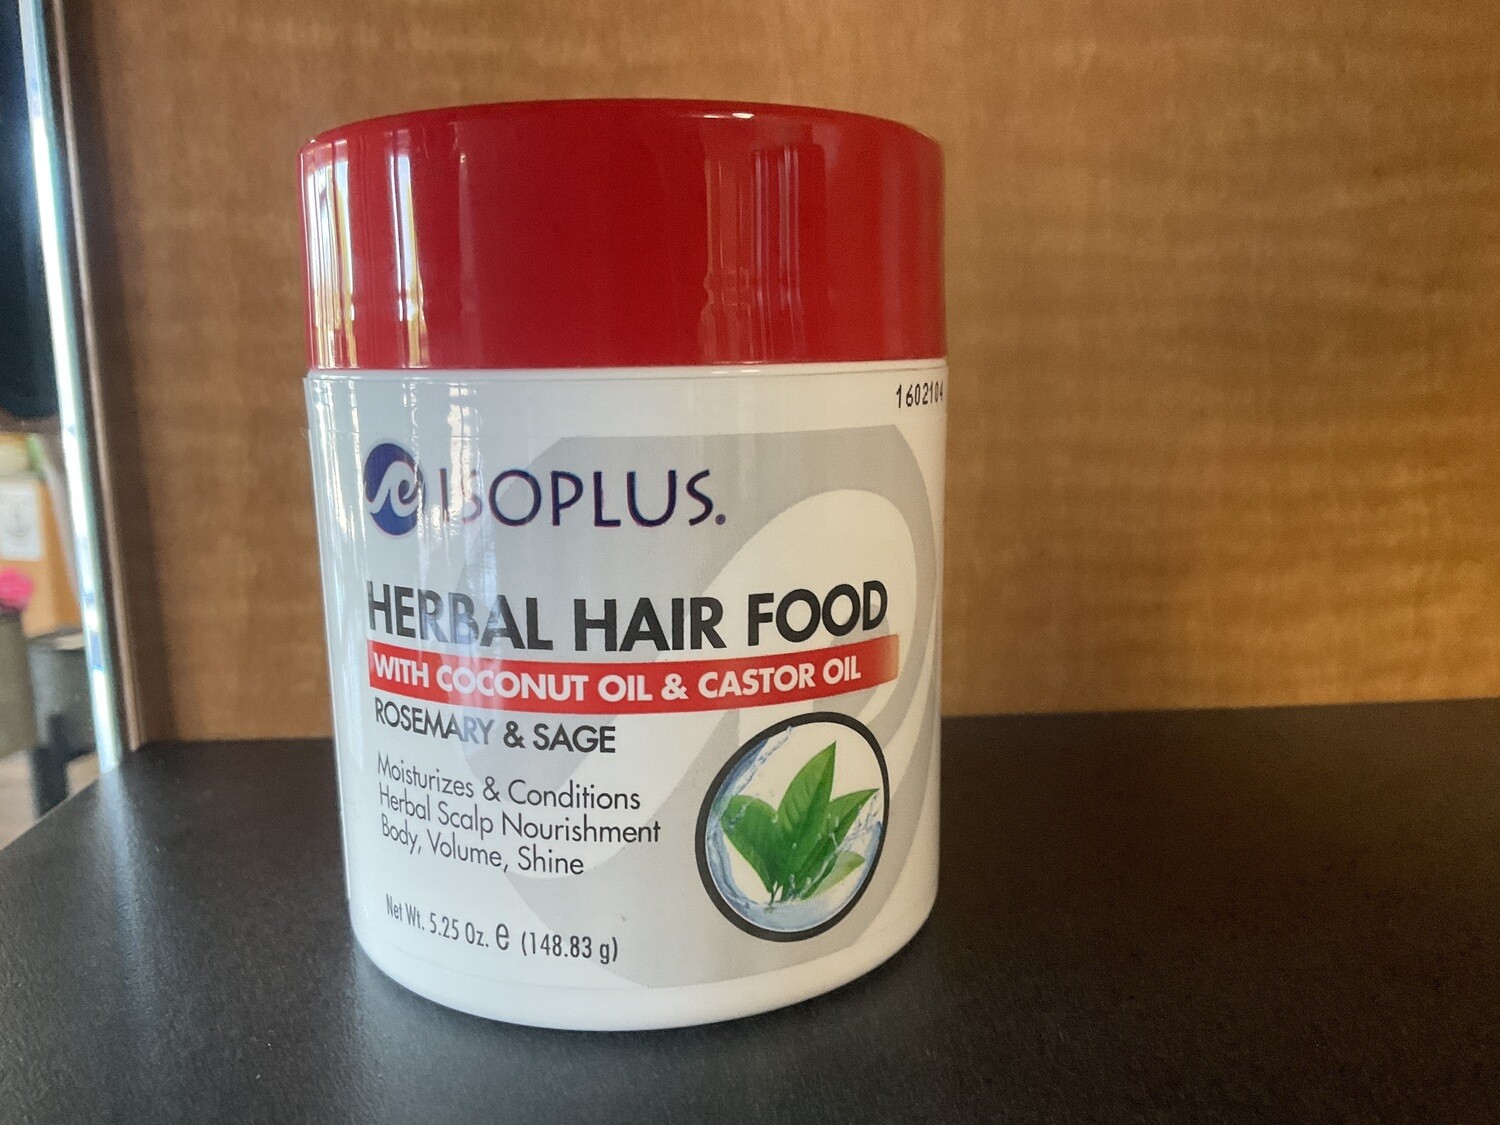 1602104
ISOPLUS.
HERBAL HAIR FOOD
WITH COCONUT OIL & CASTOR OIL
ROSEMARY & SAGE
Moisturizes & Conditions
Herbal Scalp Nourishment
Body, Volume, Shine
Net Wt. 5.25 Oz. ℮ (148.83 g)